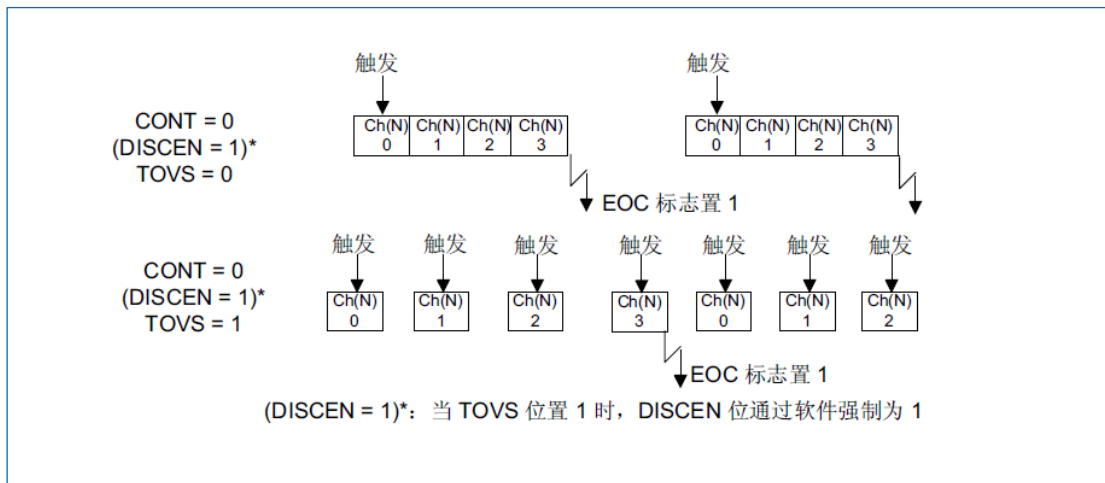 触发 触发
CONT = 0
(DISCEN = 1)*
TOVS = 0
Ch(N) Ch(N) Ch(N) Ch(N) Ch(N) Ch(N) Ch(N) Ch(N)
0 1 2 3 0 1 2 3
EOC 标志置 1
触发 触发 触发 触发 触发 触发 触发
CONT = 0
(DISCEN = 1)*
TOVS = 1
Ch(N) Ch(N) Ch(N) Ch(N) Ch(N) Ch(N) Ch(N)
0 1 2 3 0 1 2
EOC 标志置 1
(DISCEN = 1)*: 当 TOVS 位置 1 时，DISCEN 位通过软件强制为 1